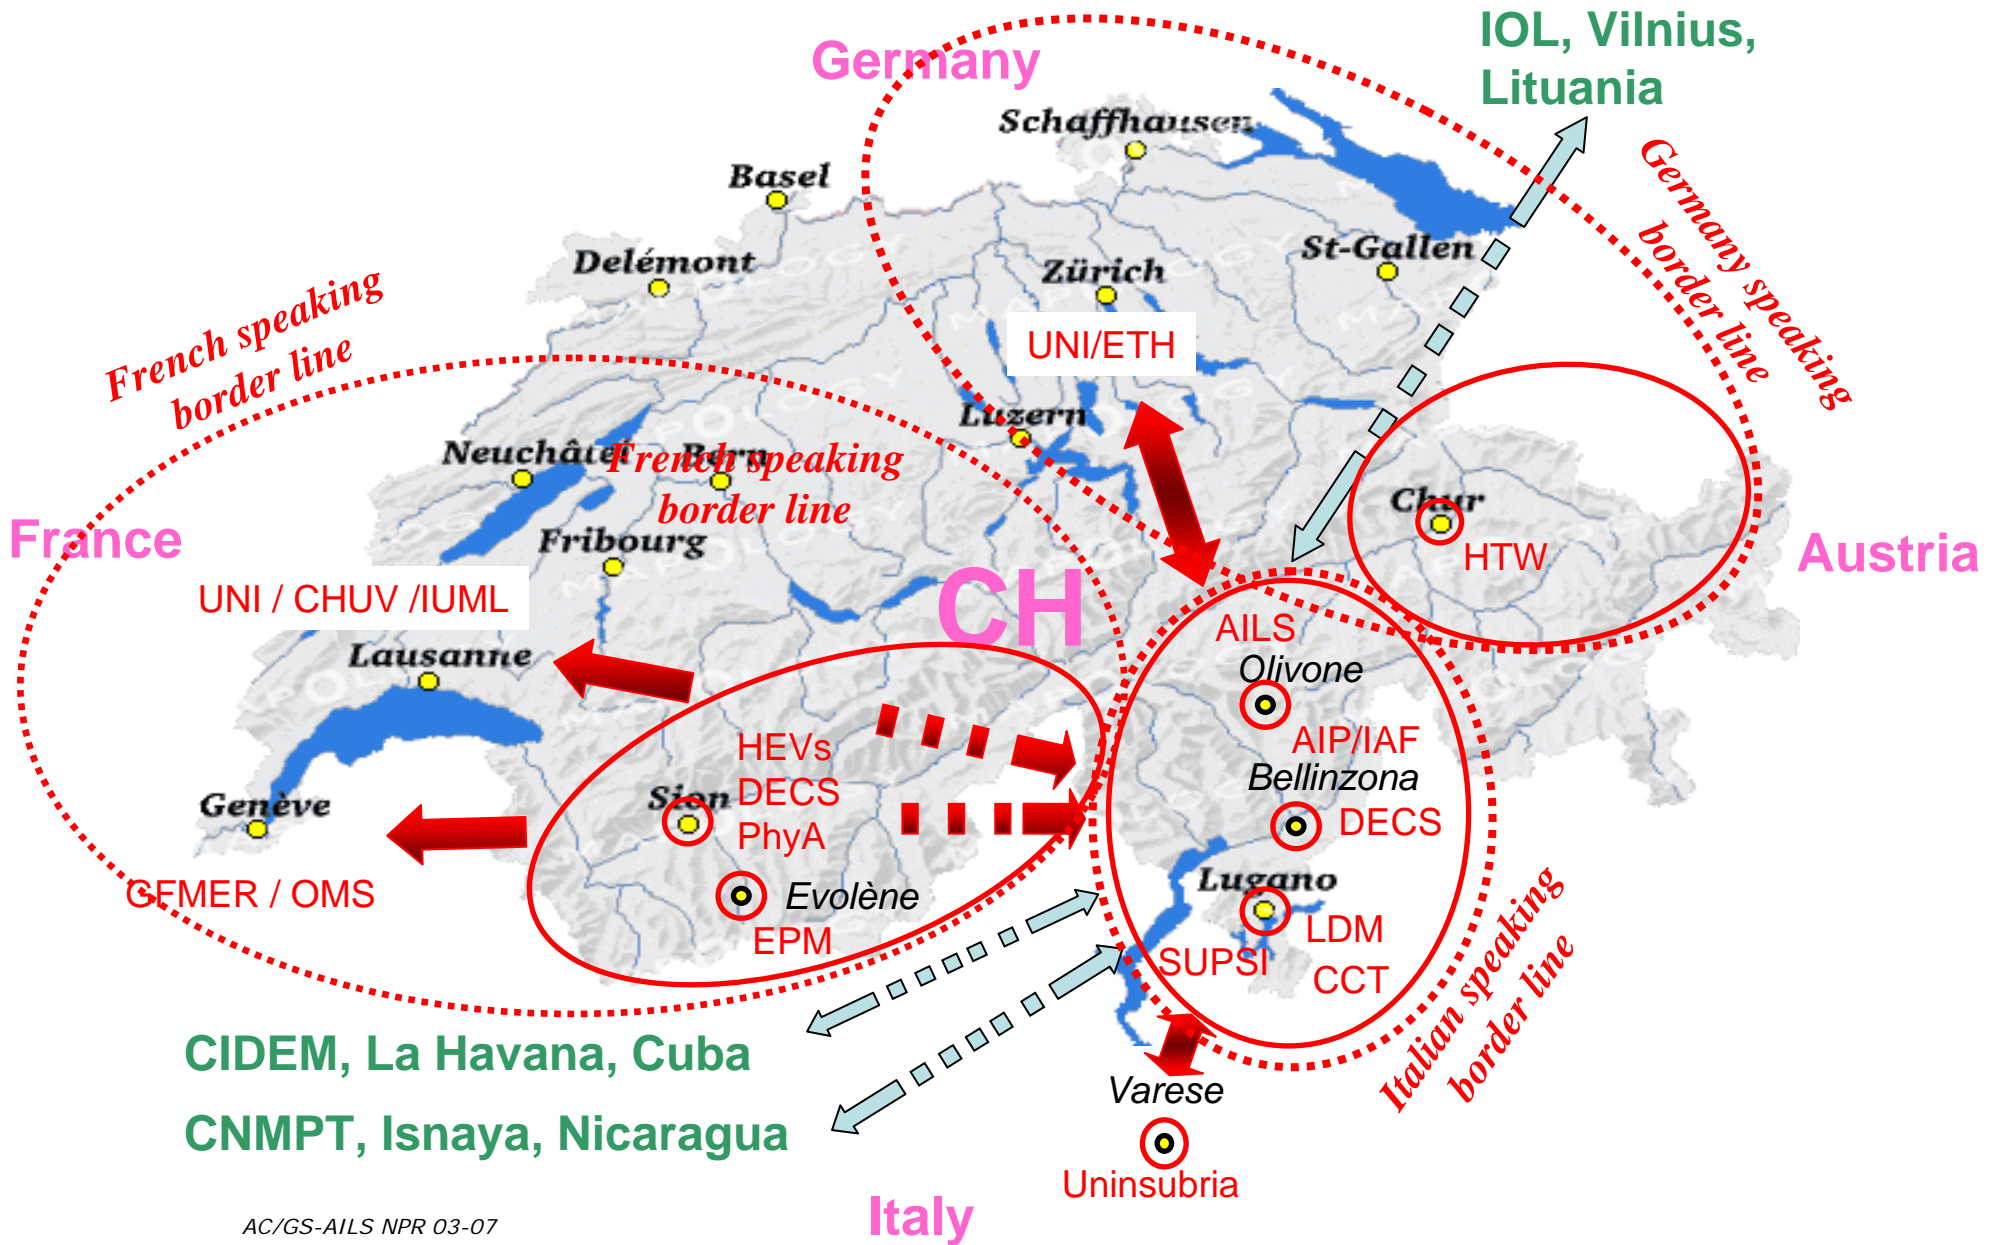 IOL, Vilnius,
Lituania
Germany
Schaffhausen
Basel
Germany speaking
border line
Delémont
Zürich
St-Gallen
French speaking
border line
UNI/ETH
Luzern
Neuchâtel
Bern
French speaking
border line
Chur
HTW
France
Fribourg
Austria
CH
UNI / CHUV /IUML
Lausanne
AILS
Olivone
AIP/IAF
Bellinzona
DECS
HEVs
DECS
PhyA
Sion
Genève
GFMER / OMS
Evolène
EPM
Lugano
LDM
SUPSI
CCT
Italian speaking
border line
CIDEM, La Havana, Cuba
CNMPT, Isnaya, Nicaragua
Varese
Uninsubria
Italy
AC/GS-AILS NPR 03-07